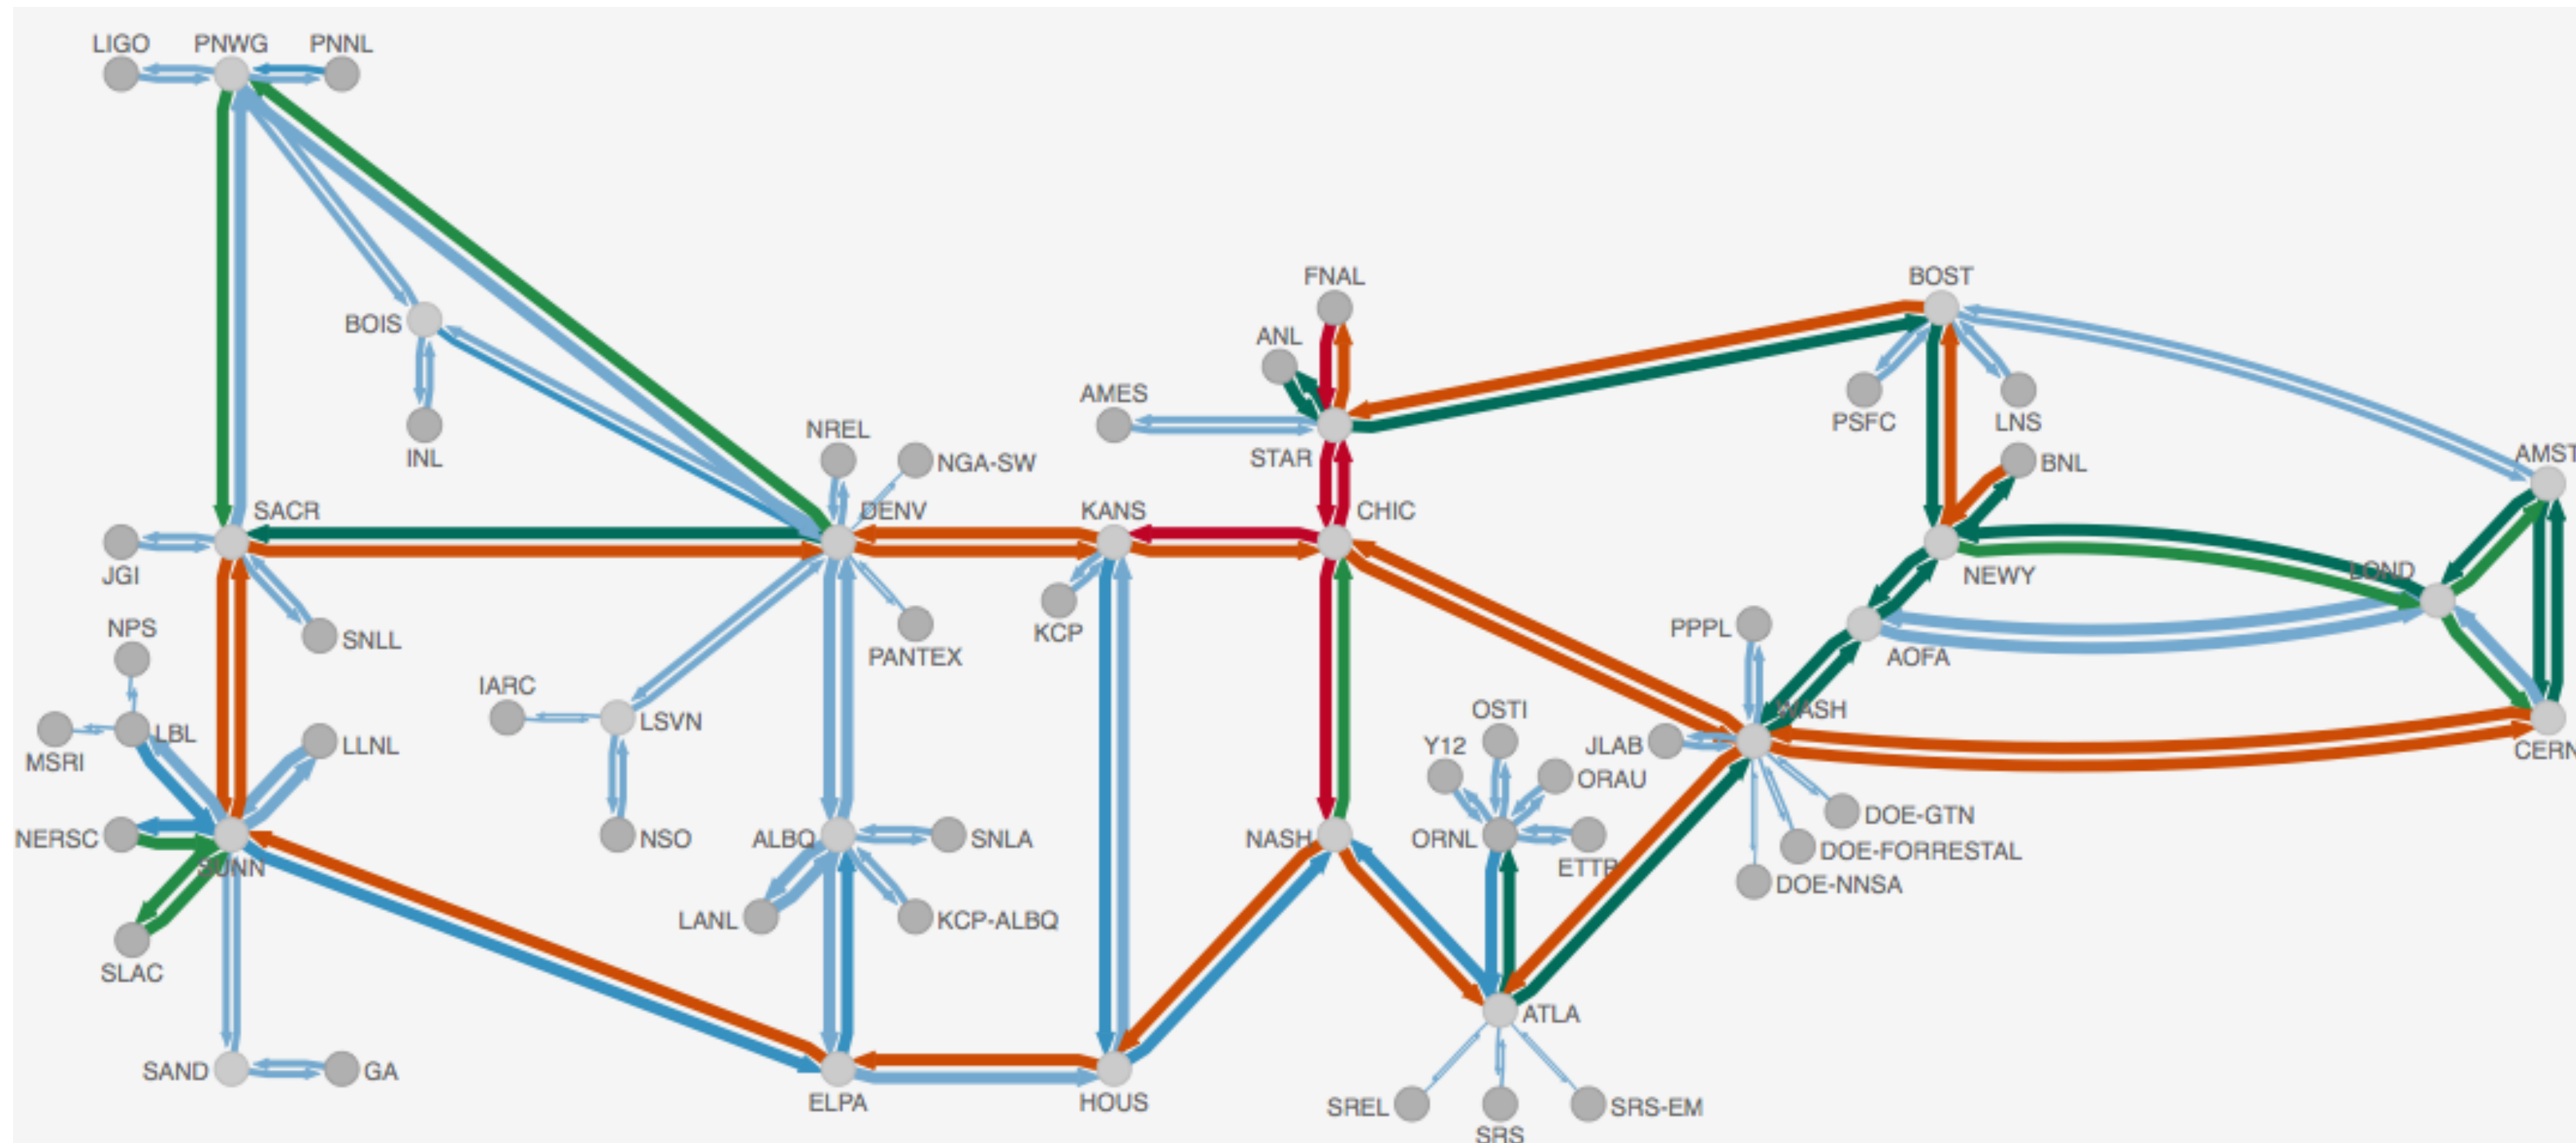 LIGO
PNWG
PNNL
FNAL
BOST
BOIS
ANL
AMES
PSFC
LNS
NREL
INL
NGA-SW
STAR
BNL
AMST
SACR
DENV
KANS
CHIC
JGI
NEWY
LOND
NPS
SNLL
PANTEX
KCP
PPPL
AOFA
IARC
LBL
LSVN
OSTI
WASH
MSRI
LLNL
Y12
JLAB
CERN
ORAU
NERSC
SUNN
NSO
ALBQ
SNLA
NASH
ORNL
ETTP
DOE-GTN
DOE-FORRESTAL
DOE-NNSA
LANL
KCP-ALBQ
SLAC
ATLA
SAND
GA
ELPA
HOUS
SREL
SRS
SRS-EM